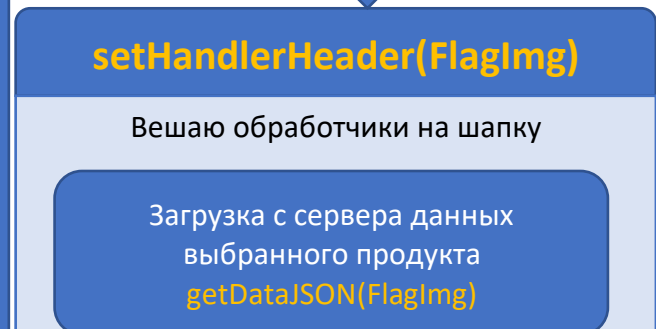 setHandlerHeader(FlagImg)
Вешаю обработчики на шапку
Загрузка с сервера данных
выбранного продукта
getDataJSON(FlagImg)